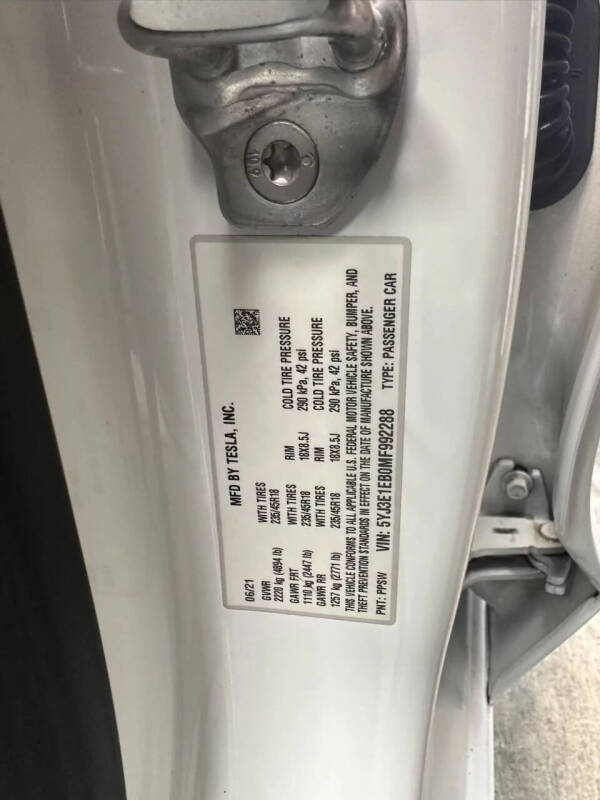 10.9
MFD BY TESLA, INC.
06/21
GVWR WITH TIRES RIM COLD TIRE PRESSURE
2220 kg (4894 lb) 235/45R18 18X8.5J 290 kPa, 42 psi
GAWR FRT WITH TIRES RIM COLD TIRE PRESSURE
1110 kg (2447 lb) 235/45R18 18X8.5J 290 kPa, 42 psi
GAWR RR
1257 kg (2771 lb) 235/45R18
THIS VEHICLE CONFORMS TO ALL APPLICABLE U.S. FEDERAL MOTOR VEHICLE SAFETY, BUMPER, AND
THEFT PREVENTION STANDARDS IN EFFECT ON THE DATE OF MANUFACTURE SHOWN ABOVE.
PNT: PPSW VIN: 5YJ3E1EB0MF992288 TYPE: PASSENGER CAR